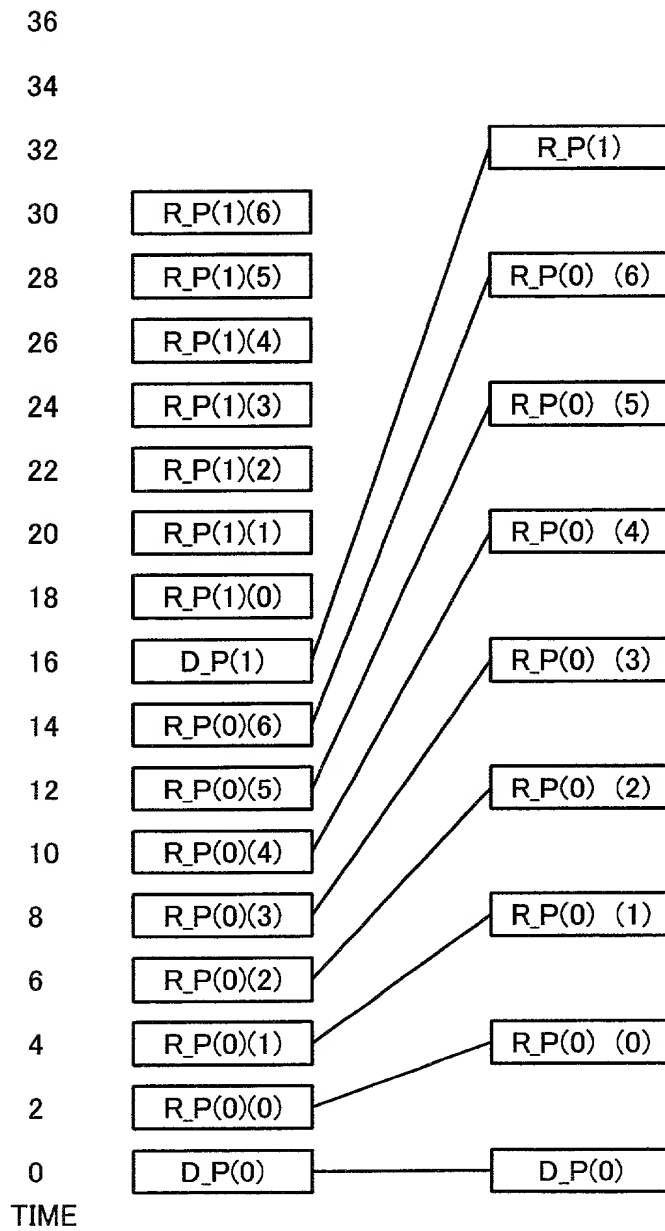 36
34
32 R_P(1)
30 R_P(1)(6)
28 R_P(1)(5) R_P(0) (6)
26 R_P(1)(4)
24 R_P(1)(3) R_P(0) (5)
22 R_P(1)(2)
20 R_P(1)(1) R_P(0) (4)
18 R_P(1)(0)
16 D_P(1) R_P(0) (3)
14 R_P(0)(6)
12 R_P(0)(5) R_P(0) (2)
10 R_P(0)(4)
8 R_P(0)(3) R_P(0) (1)
6 R_P(0)(2)
4 R_P(0)(1) R_P(0) (0)
2 R_P(0)(0)
0 D_P(0) D_P(0)
TIME